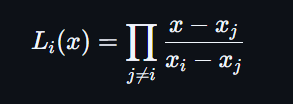 $L_i(x) = \prod_{j \neq i} \frac{x - x_j}{x_i - x_j}$